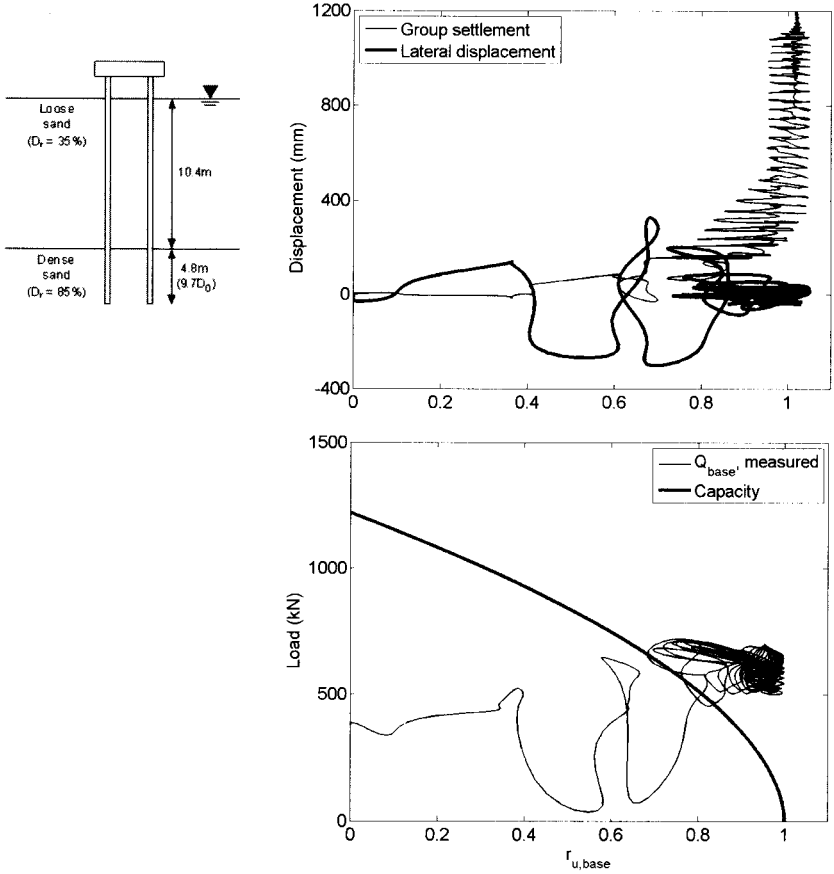 Loose
sand
(Dr = 35%)
10.4m
Dense
sand
(Dr = 85%)
4.8m
(9.7D0)
Group settlement
Lateral displacement
Displacement (mm)
1200
800
400
0
-400
0
0.2
0.4
0.6
0.8
1
Qbase, measured
Capacity
Load (kN)
1500
1000
500
0
0
0.2
0.4
0.6
0.8
1
ru,base